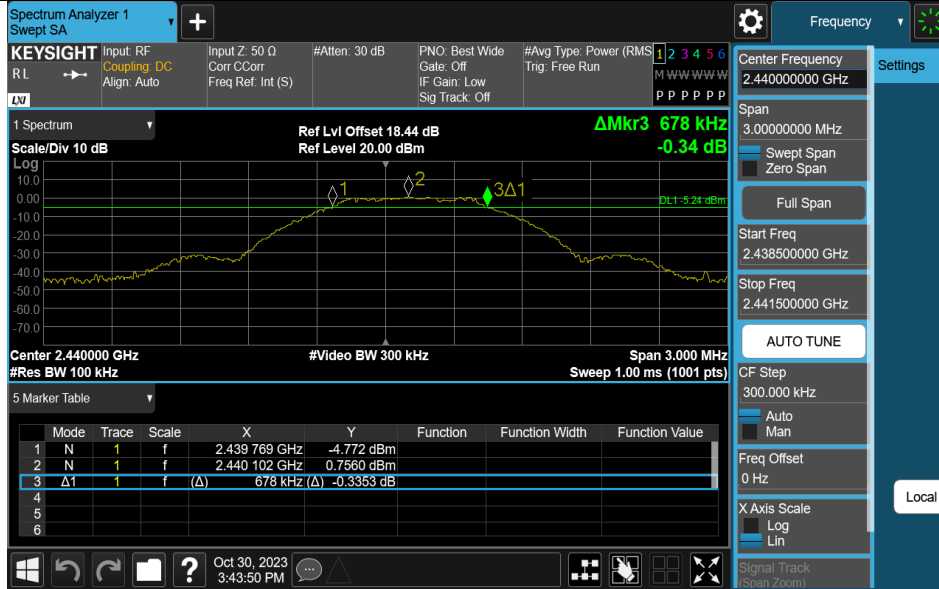 Spectrum Analyzer 1
Swept SA
Frequency
KEYSIGHT
RL
LXI
Input: RF
Coupling: DC
Align: Auto
Input Z: 50 Ω
Corr CCorr
Freq Ref: Int (S)
#Atten: 30 dB
PNO: Best Wide
Gate: Off
IF Gain: Low
Sig Track: Off
#Avg Type: Power (RMS
Trig: Free Run
1 2 3 4 5 6
M W W W W W
P P P P P P
1 Spectrum
Scale/Div 10 dB
Ref Lvl Offset 18.44 dB
Ref Level 20.00 dBm
ΔMkr3 678 kHz
-0.34 dB
Log
10.0
0.00
-10.0
-20.0
-30.0
-40.0
-50.0
-60.0
-70.0
1
2
3Δ1
DL1 -5.24 dBm
Center 2.440000 GHz
#Video BW 300 kHz
Span 3.000 MHz
#Res BW 100 kHz
Sweep 1.00 ms (1001 pts)
5 Marker Table
Mode Trace Scale X Y Function Function Width Function Value
1 N 1 f 2.439 769 GHz -4.772 dBm
2 N 1 f 2.440 102 GHz 0.7560 dBm
3 Δ1 1 f (Δ) 678 kHz (Δ) -0.3353 dB
4
5
6
Oct 30, 2023
3:43:50 PM
Center Frequency
2.440000000 GHz
Span
3.00000000 MHz
Swept Span
Zero Span
Full Span
Start Freq
2.438500000 GHz
Stop Freq
2.441500000 GHz
AUTO TUNE
CF Step
300.000 kHz
Auto
Man
Freq Offset
0 Hz
X Axis Scale
Log
Lin
Signal Track
(Span Zoom)
Settings
Local